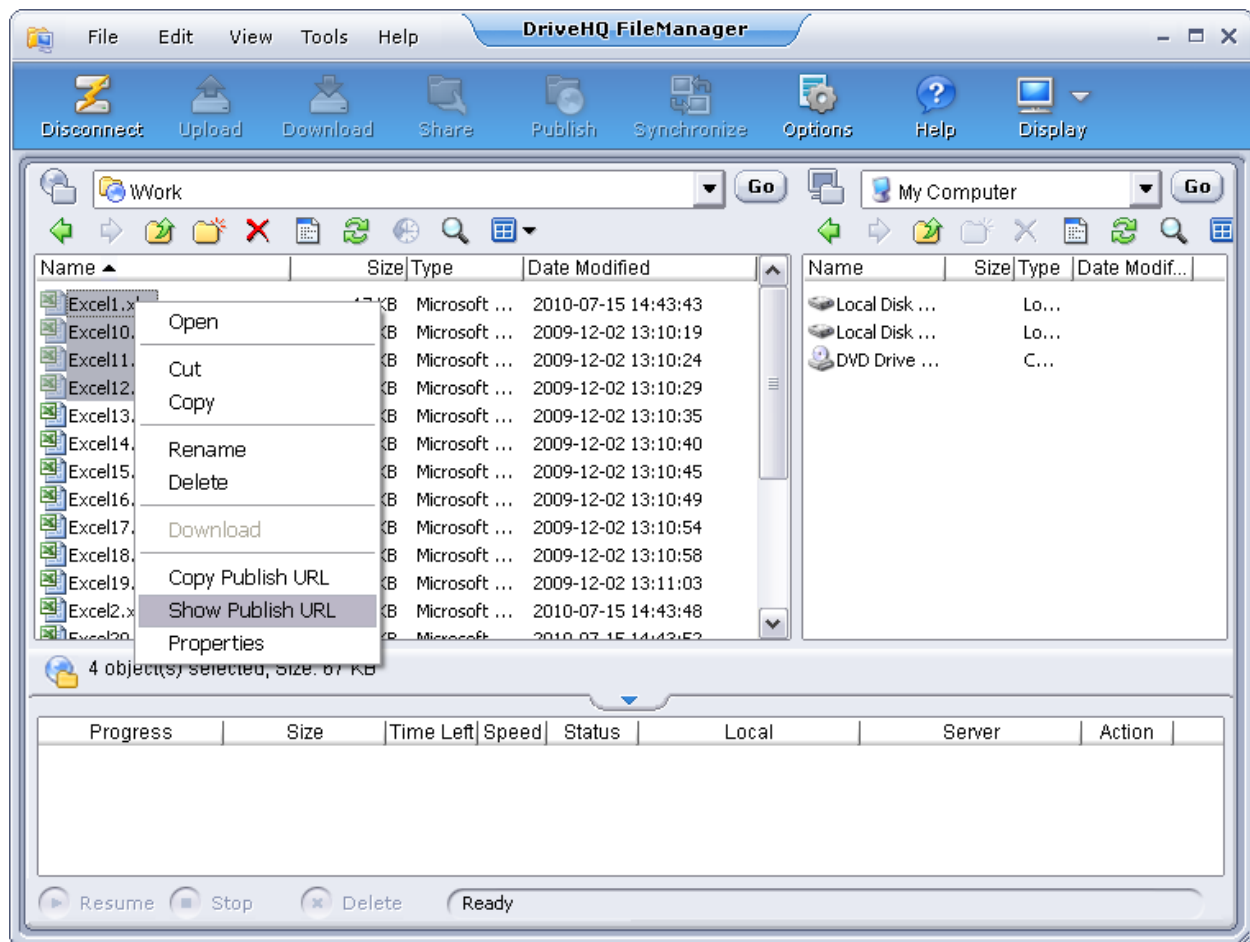 DriveHQ FileManager
File Edit View Tools Help
Disconnect Upload Download Share Publish Synchronize Options Help Display
Work Go My Computer Go
Name Size Type Date Modified Name Size Type Date Modif...
Excel1.x KB Microsoft ... 2010-07-15 14:43:43 Local Disk ... Lo...
Excel10. KB Microsoft ... 2009-12-02 13:10:19 Local Disk ... Lo...
Excel11. KB Microsoft ... 2009-12-02 13:10:24 DVD Drive ... C...
Excel12. KB Microsoft ... 2009-12-02 13:10:29
Excel13. KB Microsoft ... 2009-12-02 13:10:35
Excel14. KB Microsoft ... 2009-12-02 13:10:40
Excel15. KB Microsoft ... 2009-12-02 13:10:45
Excel16. KB Microsoft ... 2009-12-02 13:10:49
Excel17. KB Microsoft ... 2009-12-02 13:10:54
Excel18. KB Microsoft ... 2009-12-02 13:10:58
Excel19. KB Microsoft ... 2009-12-02 13:11:03
Excel2.x KB Microsoft ... 2010-07-15 14:43:48
Open
Cut
Copy
Rename
Delete
Download
Copy Publish URL
Show Publish URL
Properties
4 object(s) selected, Size: 67 KB
Progress Size Time Left Speed Status Local Server Action
Resume Stop Delete Ready